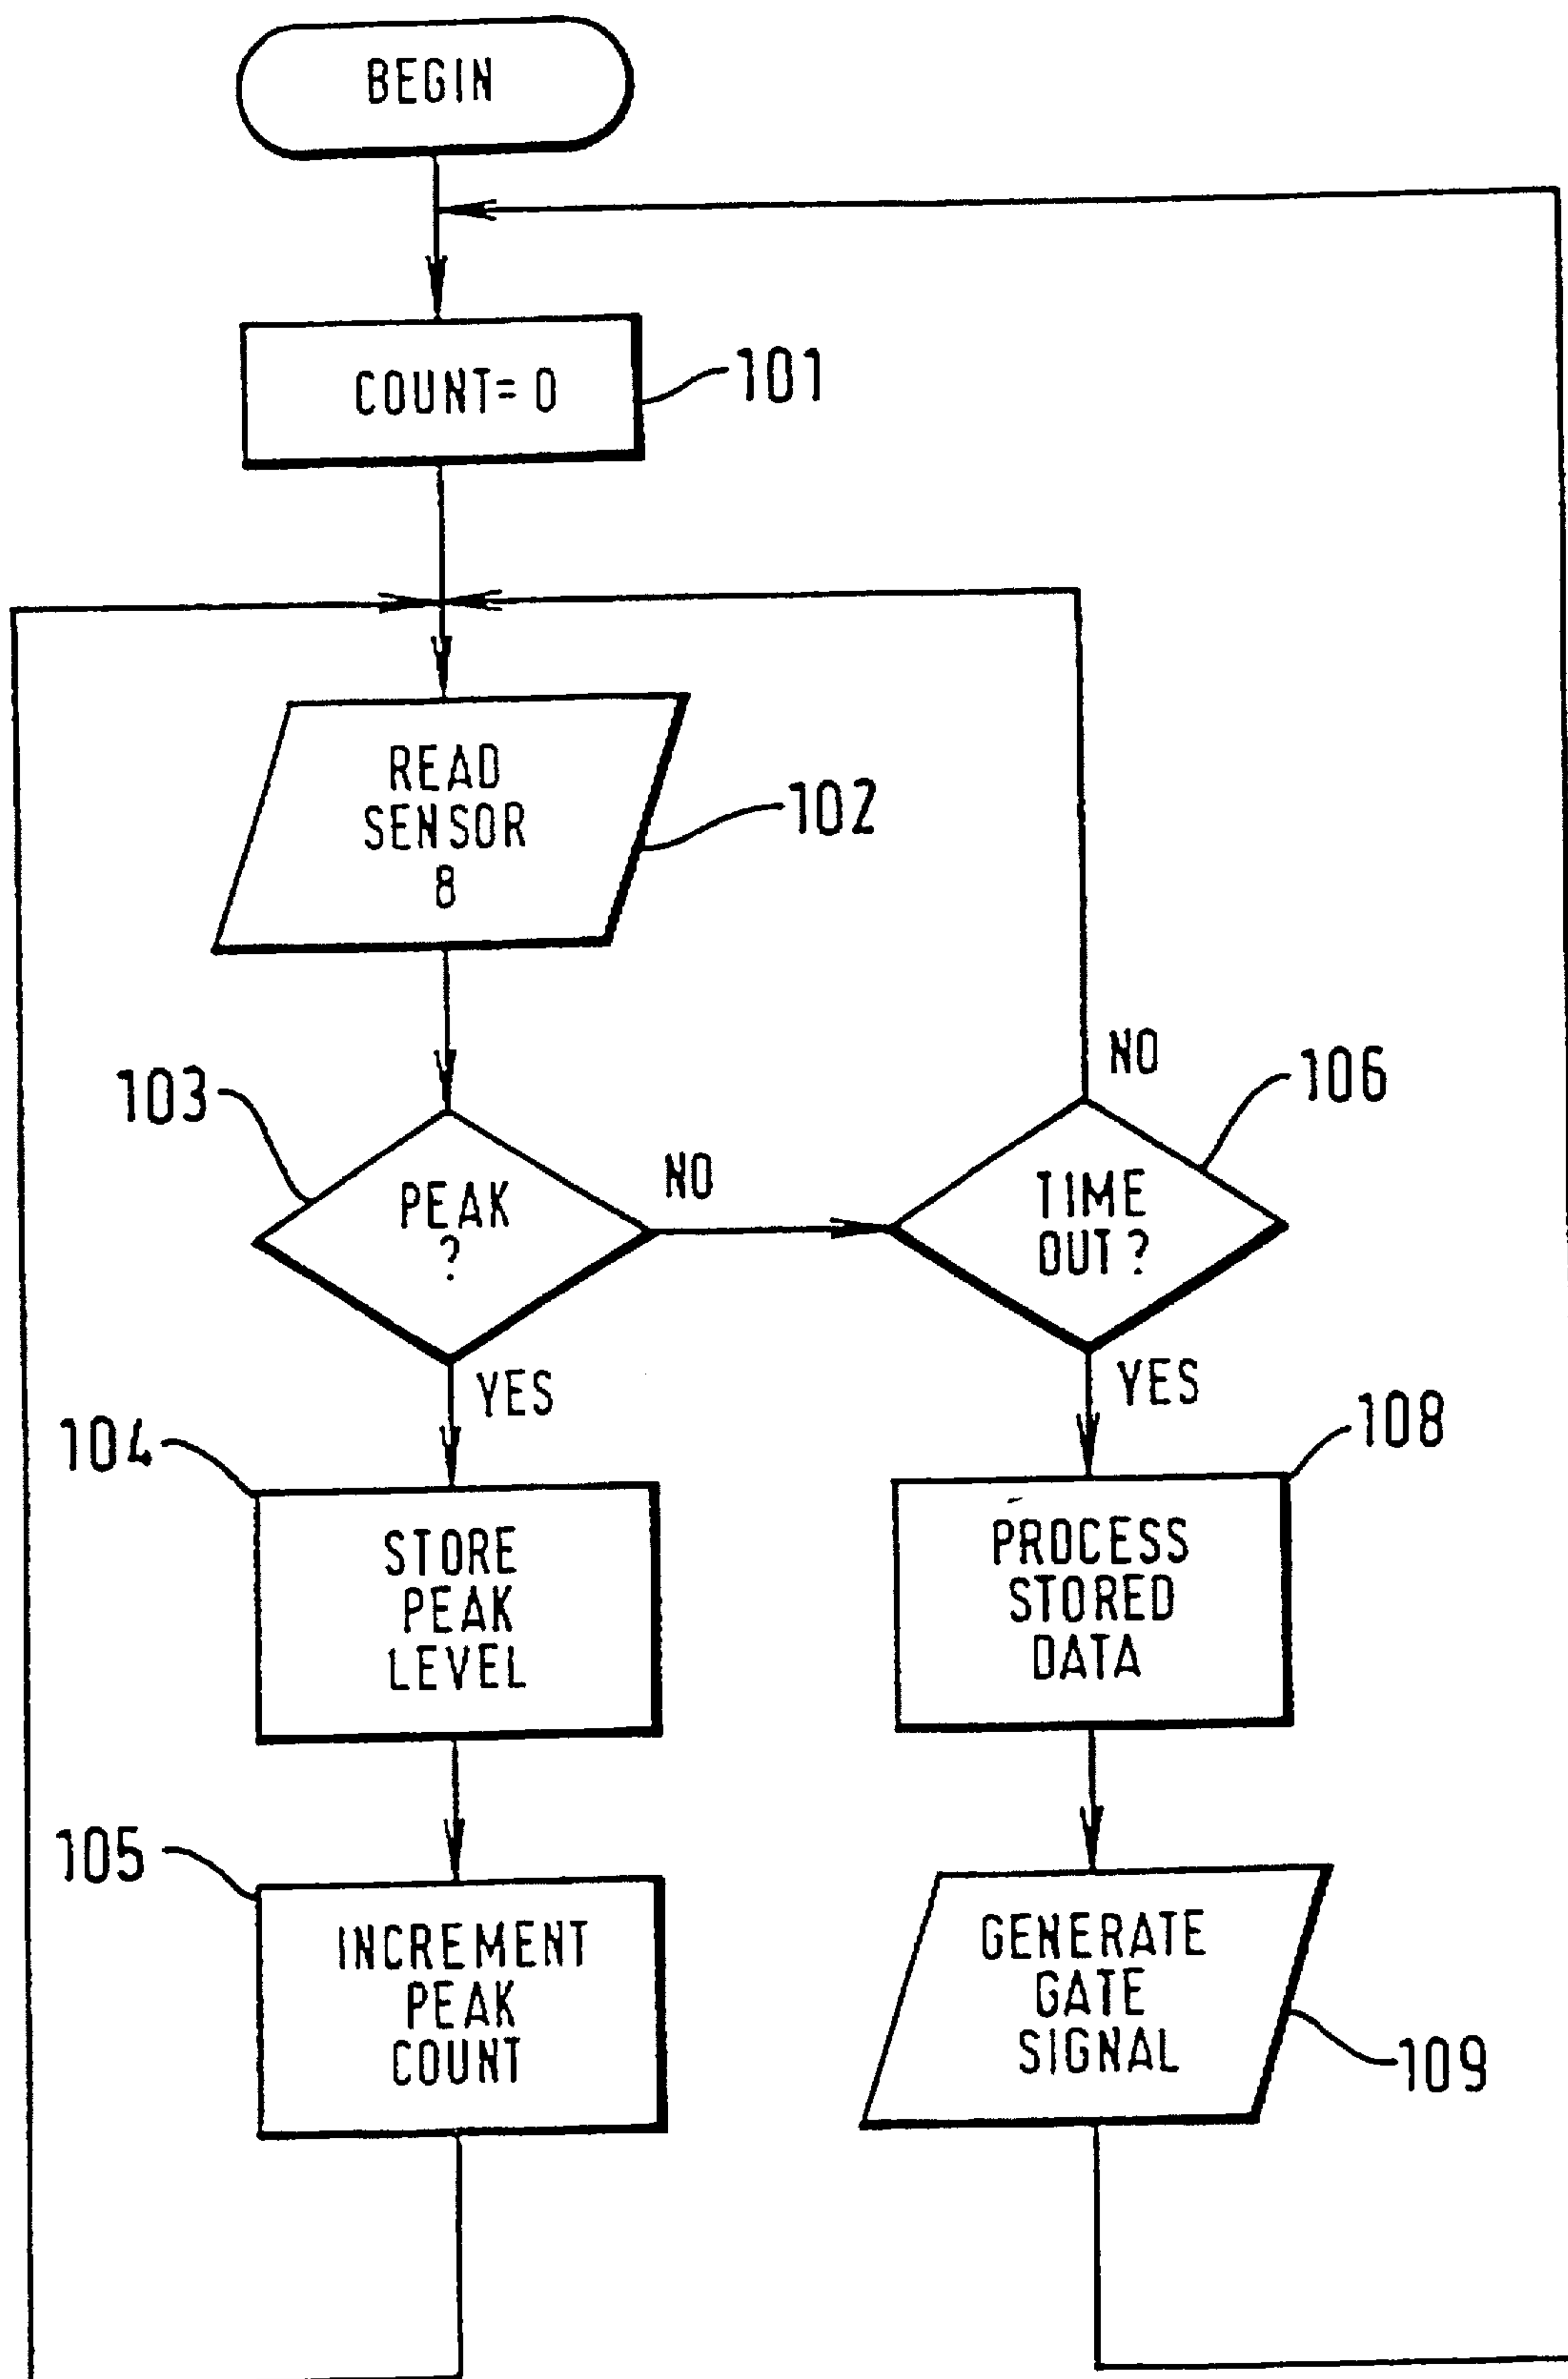 BEGIN
COUNT= 0
101
READ
SENSOR
8
102
103
PEAK
?
NO
YES
NO
106
TIME
OUT?
YES
104
STORE
PEAK
LEVEL
108
PROCESS
STORED
DATA
105
INCREMENT
PEAK
COUNT
GENERATE
GATE
SIGNAL
109